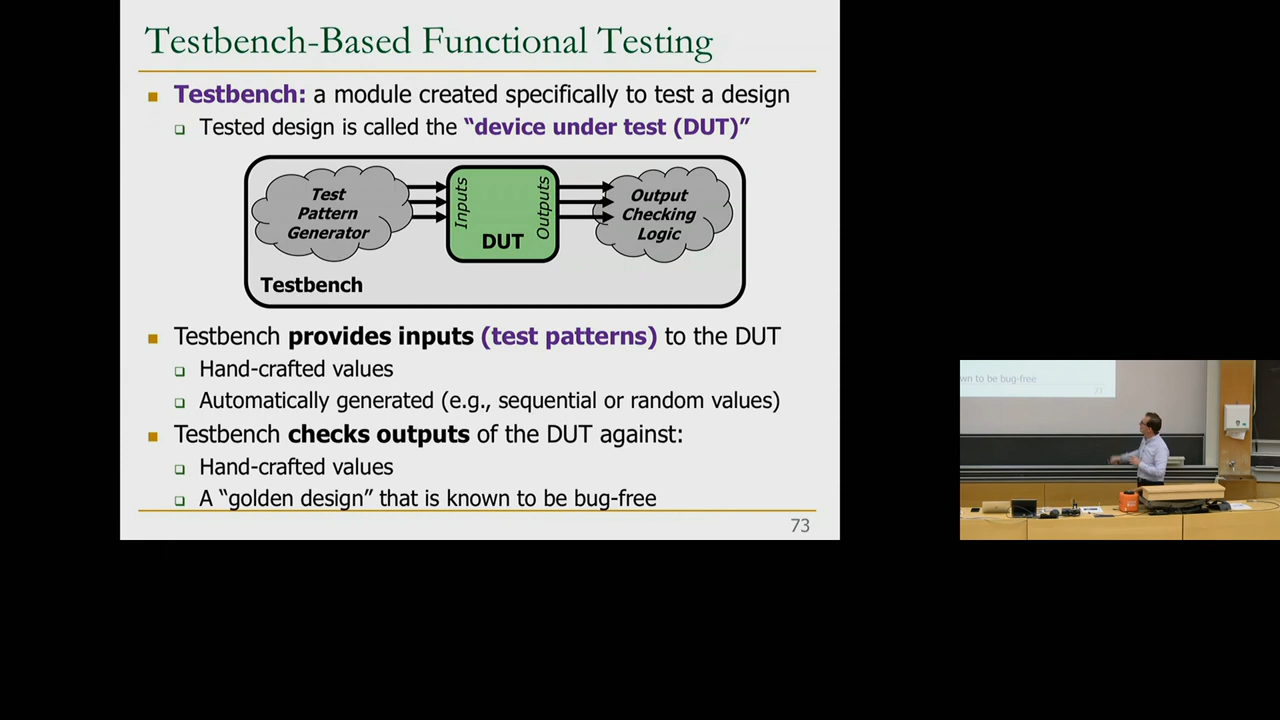 Testbench-Based Functional Testing
Testbench: a module created specifically to test a design
Tested design is called the “device under test (DUT)”
Test
Pattern
Generator
Inputs
DUT
Outputs
Output
Checking
Logic
Testbench
Testbench provides inputs (test patterns) to the DUT
Hand-crafted values
Automatically generated (e.g., sequential or random values)
Testbench checks outputs of the DUT against:
Hand-crafted values
A “golden design” that is known to be bug-free
73
wn to be bug-free
73